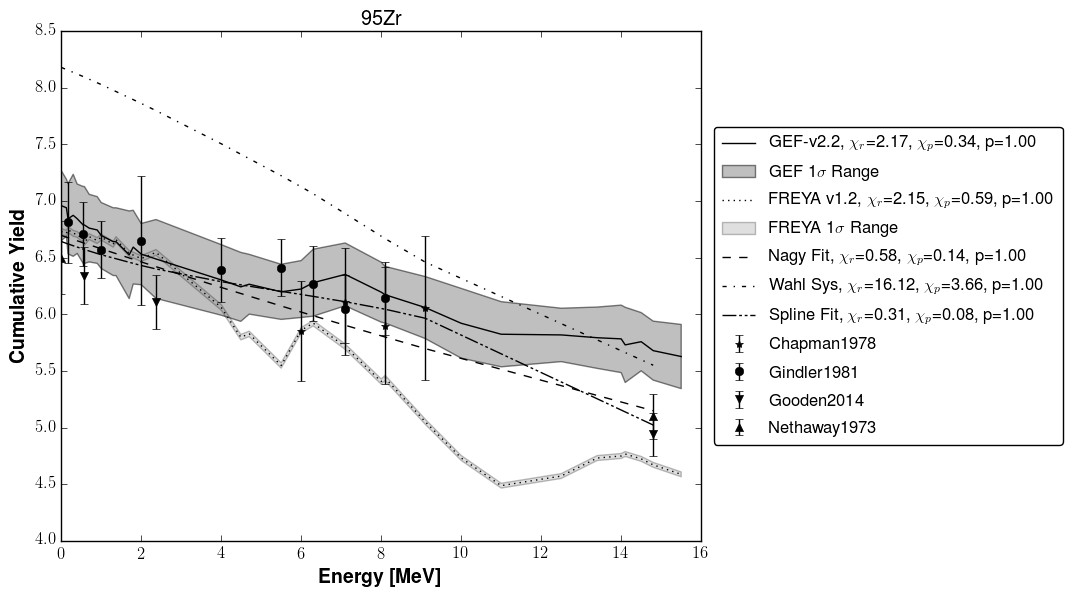 95Zr
8.5
8.0
7.5
7.0
6.5
6.0
5.5
5.0
4.5
4.0
Cumulative Yield
0 2 4 6 8 10 12 14 16
Energy [MeV]
GEF-v2.2, χr=2.17, χp=0.34, p=1.00
GEF 1σ Range
FREYA v1.2, χr=2.15, χp=0.59, p=1.00
FREYA 1σ Range
Nagy Fit, χr=0.58, χp=0.14, p=1.00
Wahl Sys, χr=16.12, χp=3.66, p=1.00
Spline Fit, χr=0.31, χp=0.08, p=1.00
Chapman1978
Gindler1981
Gooden2014
Nethaway1973